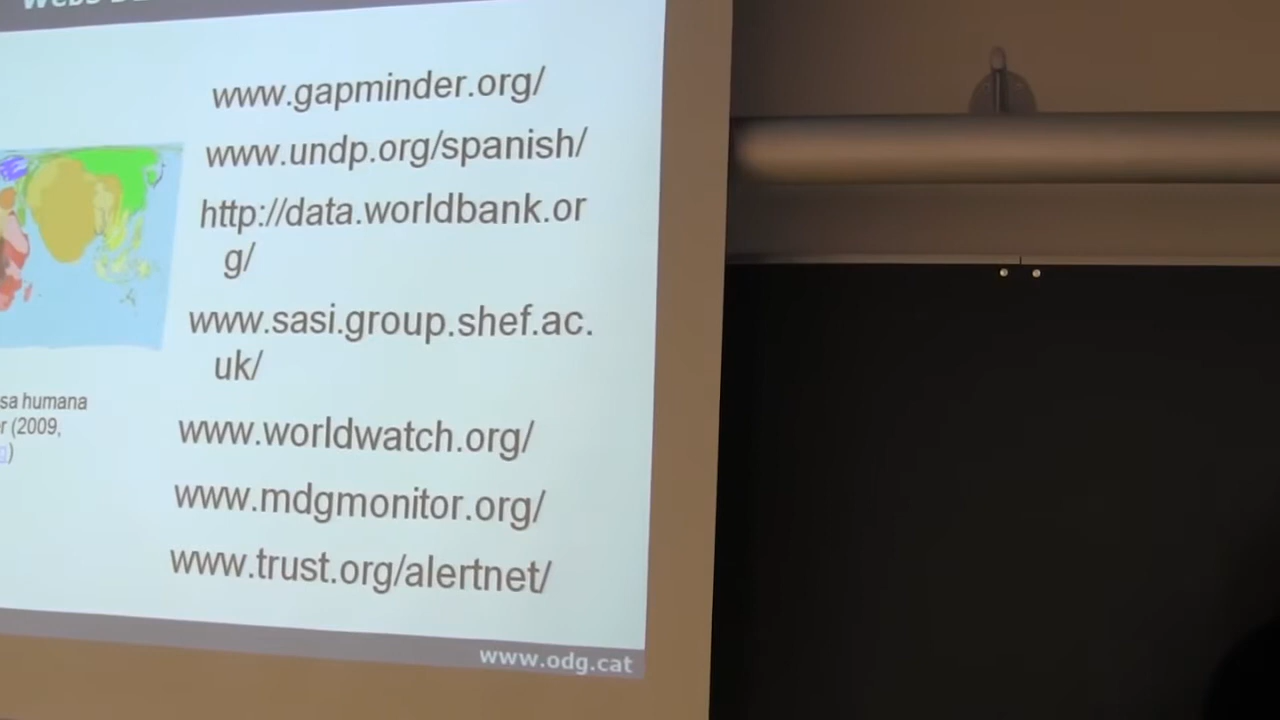 www.gapminder.org/
www.undp.org/spanish/
http://data.worldbank.or
g/
www.sasi.group.shef.ac.
uk/
sa humana
r (2009,
)
www.worldwatch.org/
www.mdgmonitor.org/
www.trust.org/alertnet/
www.odg.cat